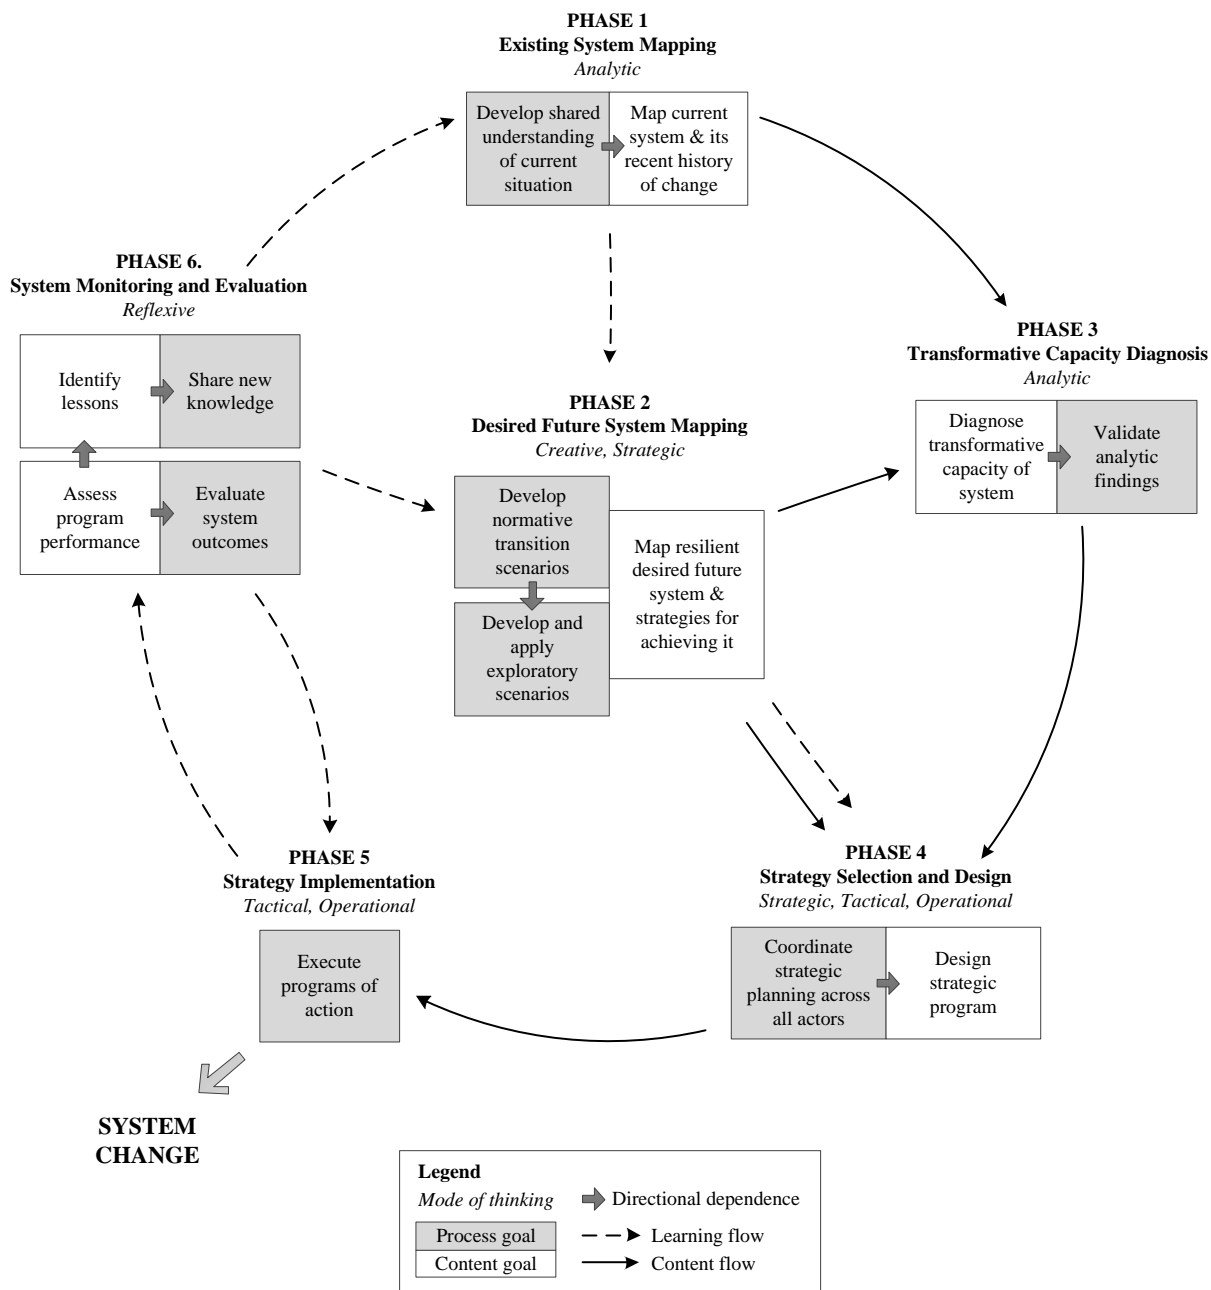 PHASE 1
Existing System Mapping
Analytic
Develop shared
understanding
of current
situation
Map current
system & its
recent history
of change
PHASE 6.
System Monitoring and Evaluation
Reflexive
Identify
lessons
Share new
knowledge
Assess
program
performance
Evaluate
system
outcomes
PHASE 2
Desired Future System Mapping
Creative, Strategic
Develop
normative
transition
scenarios
Develop and
apply
exploratory
scenarios
Map resilient
desired future
system &
strategies for
achieving it
PHASE 3
Transformative Capacity Diagnosis
Analytic
Diagnose
transformative
capacity of
system
Validate
analytic
findings
PHASE 5
Strategy Implementation
Tactical, Operational
Execute
programs of
action
PHASE 4
Strategy Selection and Design
Strategic, Tactical, Operational
Coordinate
strategic
planning across
all actors
Design
strategic
program
SYSTEM
CHANGE
Legend
Mode of thinking
Process goal
Content goal
Directional dependence
Learning flow
Content flow